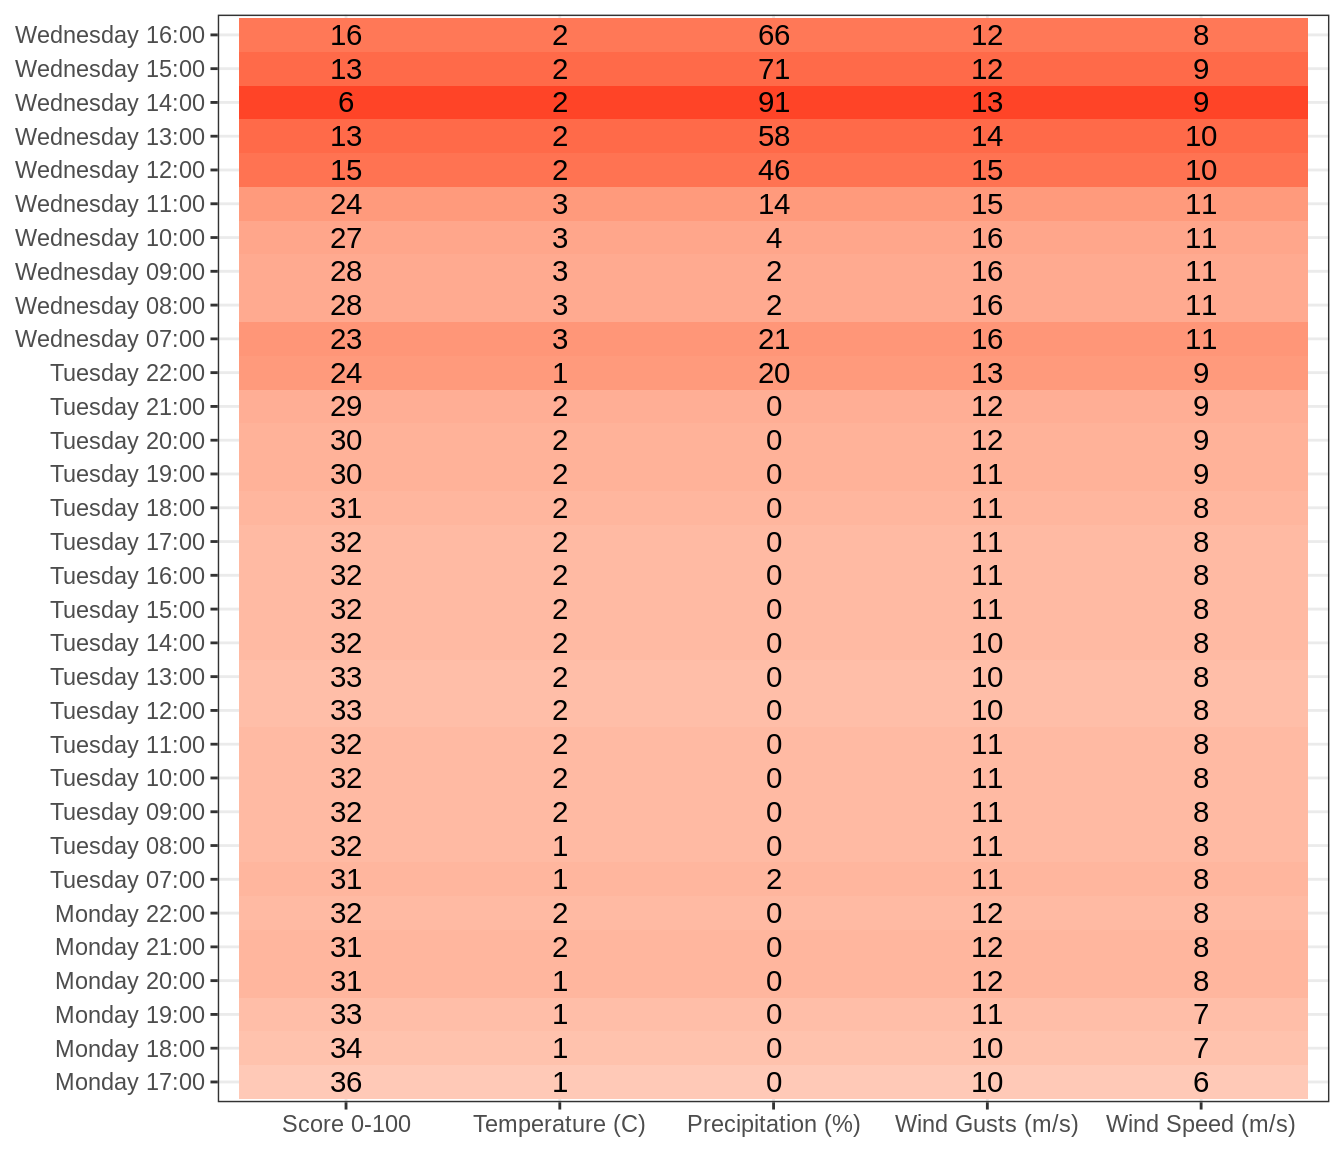 Wednesday 16:00 16 2 66 12 8
Wednesday 15:00 13 2 71 12 9
Wednesday 14:00 6 2 91 13 9
Wednesday 13:00 13 2 58 14 10
Wednesday 12:00 15 2 46 15 10
Wednesday 11:00 24 3 14 15 11
Wednesday 10:00 27 3 4 16 11
Wednesday 09:00 28 3 2 16 11
Wednesday 08:00 28 3 2 16 11
Wednesday 07:00 23 3 21 16 11
Tuesday 22:00 24 1 20 13 9
Tuesday 21:00 29 2 0 12 9
Tuesday 20:00 30 2 0 12 9
Tuesday 19:00 30 2 0 11 9
Tuesday 18:00 31 2 0 11 8
Tuesday 17:00 32 2 0 11 8
Tuesday 16:00 32 2 0 11 8
Tuesday 15:00 32 2 0 11 8
Tuesday 14:00 32 2 0 10 8
Tuesday 13:00 33 2 0 10 8
Tuesday 12:00 33 2 0 10 8
Tuesday 11:00 32 2 0 11 8
Tuesday 10:00 32 2 0 11 8
Tuesday 09:00 32 2 0 11 8
Tuesday 08:00 32 1 0 11 8
Tuesday 07:00 31 1 2 11 8
Monday 22:00 32 2 0 12 8
Monday 21:00 31 2 0 12 8
Monday 20:00 31 1 0 12 8
Monday 19:00 33 1 0 11 7
Monday 18:00 34 1 0 10 7
Monday 17:00 36 1 0 10 6
Score 0-100 Temperature (C) Precipitation (%) Wind Gusts (m/s) Wind Speed (m/s)